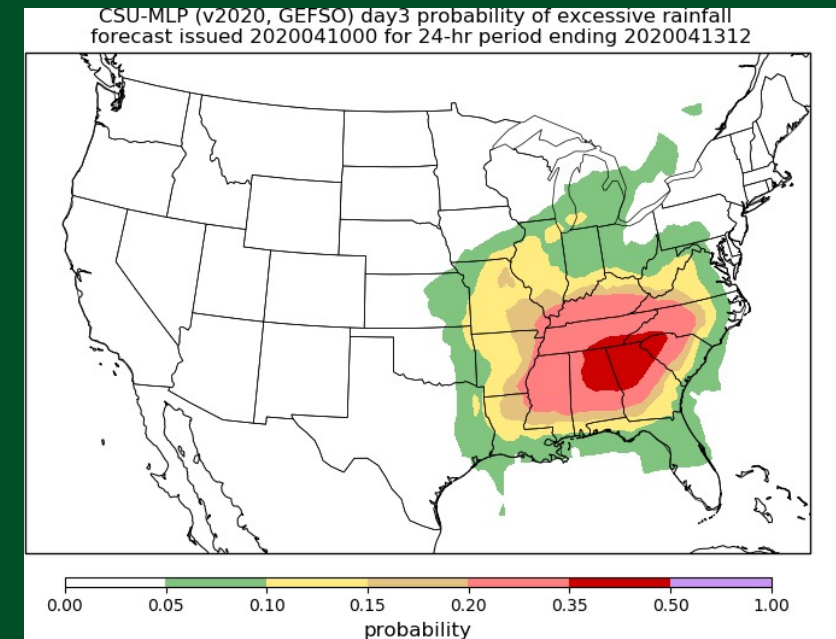 CSU-MLP (v2020, GEFSO) day3 probability of excessive rainfall
forecast issued 2020041000 for 24-hr period ending 2020041312
0.00 0.05 0.10 0.15 0.20 0.35 0.50 1.00
probability